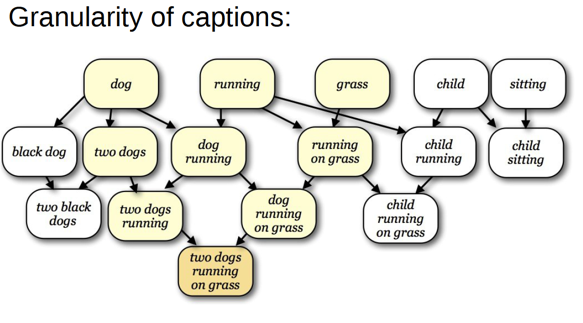 Granularity of captions:
dog
running
grass
child
sitting
black dog
two dogs
dog
running
running
on grass
child
running
child
sitting
two black
dogs
two dogs
running
dog
running
on grass
child
running
on grass
two dogs
running
on grass